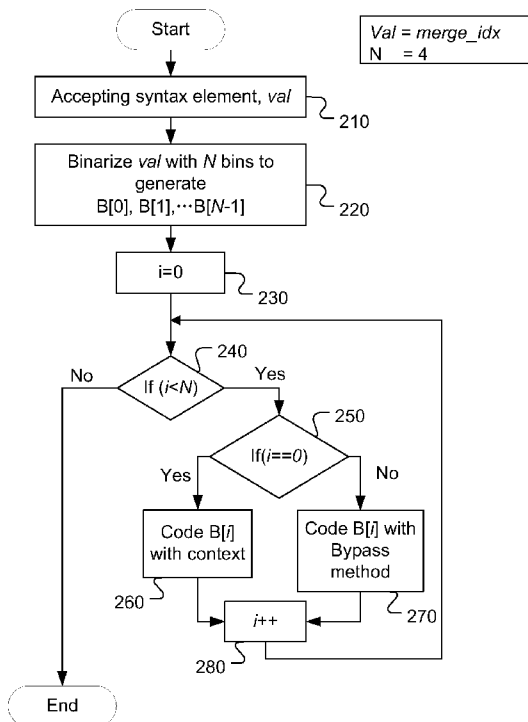 Start
Val = merge_idx
N = 4
Accepting syntax element, val
210
Binarize val with N bins to
generate
B[0], B[1],···B[N-1]
220
i=0
230
240
No
If (i<N)
Yes
250
If(i==0)
Yes
No
Code B[i]
with context
260
Code B[i] with
Bypass
method
270
i++
280
End